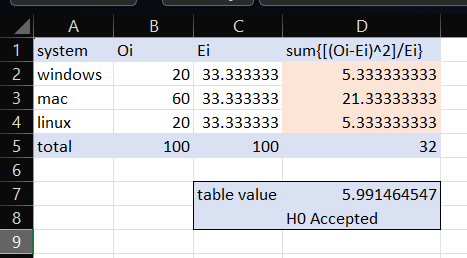 A B C D
1 system Oi Ei sum{[(Oi-Ei)^2]/Ei}
2 windows 20 33.333333 5.333333333
3 mac 60 33.333333 21.33333333
4 linux 20 33.333333 5.333333333
5 total 100 100 32
6
7 table value 5.991464547
8 H0 Accepted
9